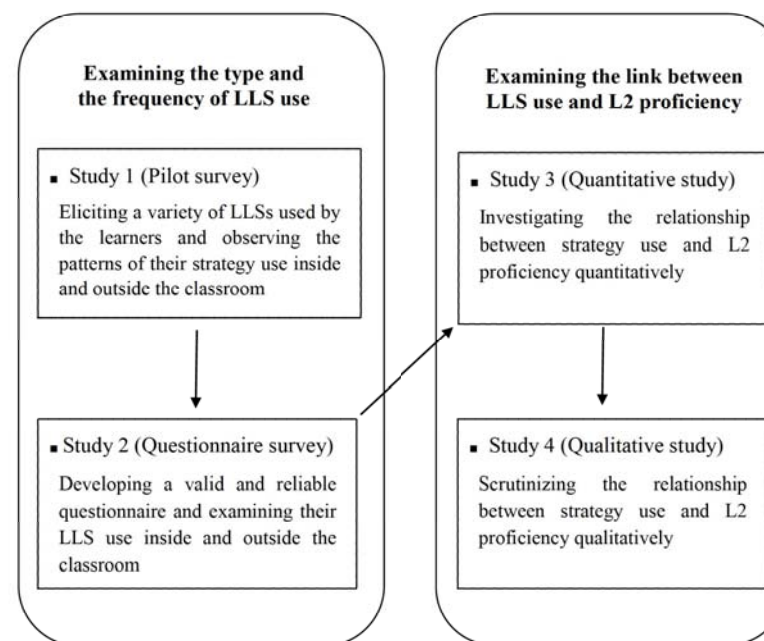 Examining the type and
the frequency of LLS use
▪ Study 1 (Pilot survey)
Eliciting a variety of LLSs used by
the learners and observing the
patterns of their strategy use inside
and outside the classroom
▪ Study 2 (Questionnaire survey)
Developing a valid and reliable
questionnaire and examining their
LLS use inside and outside the
classroom
Examining the link between
LLS use and L2 proficiency
▪ Study 3 (Quantitative study)
Investigating the relationship
between strategy use and L2
proficiency quantitatively
▪ Study 4 (Qualitative study)
Scrutinizing the relationship
between strategy use and L2
proficiency qualitatively